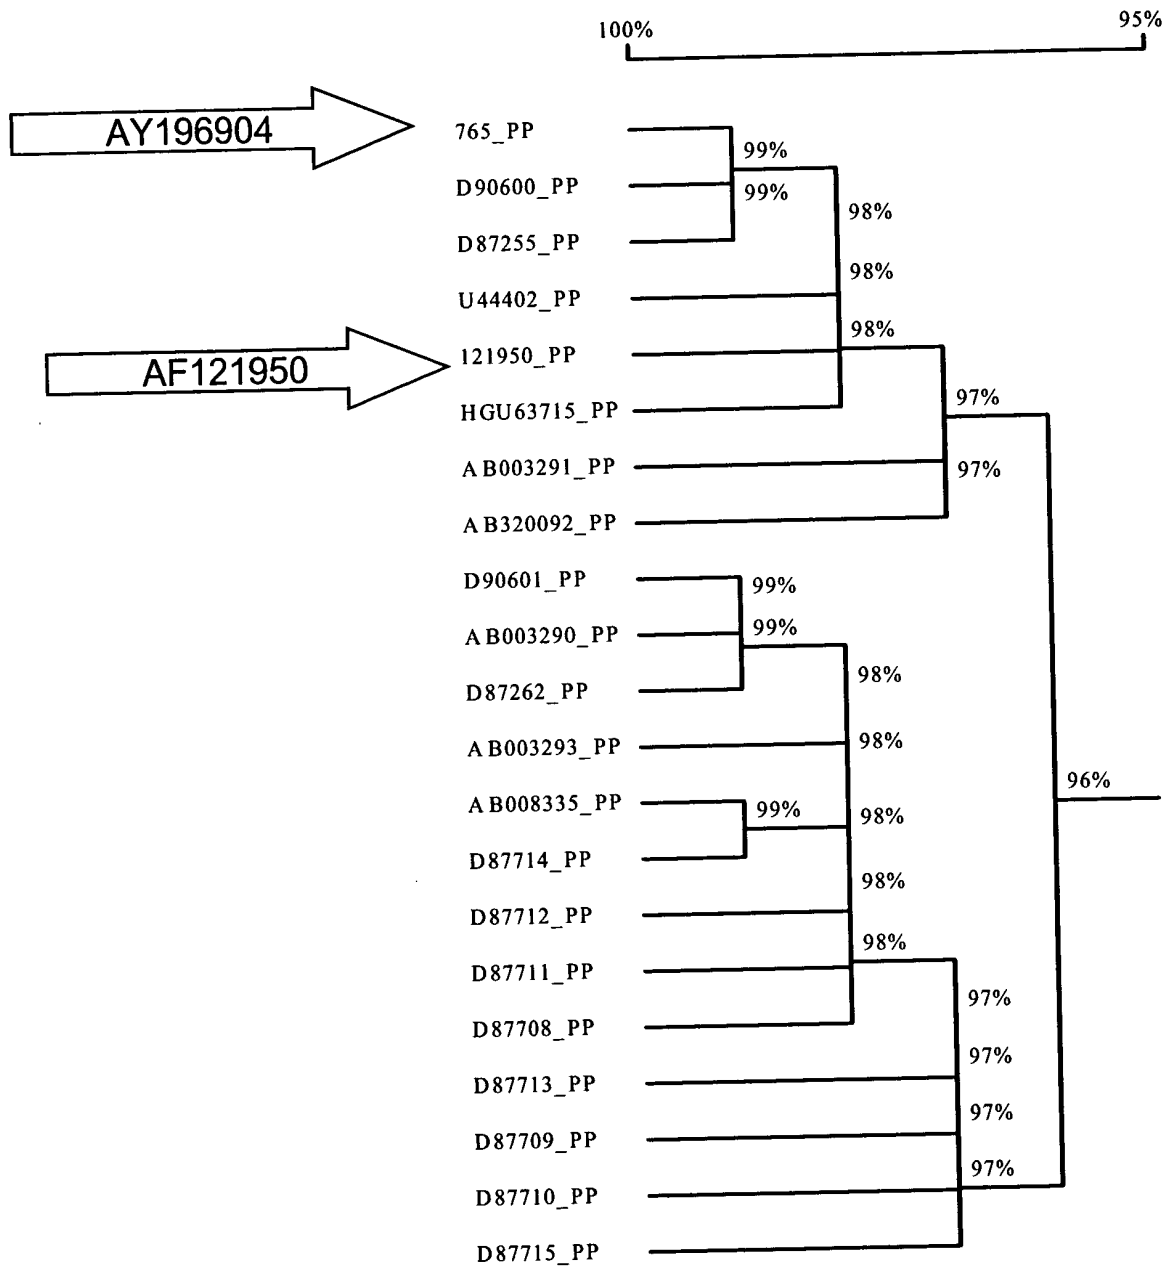 100% 95%
AY196904
765_PP
99%
D90600_PP
99%
98%
D87255_PP
98%
U44402_PP
98%
AF121950
121950_PP
97%
HGU63715_PP
AB003291_PP
97%
AB320092_PP
D90601_PP
99%
AB003290_PP
99%
98%
D87262_PP
AB003293_PP
98%
96%
AB008335_PP
99%
98%
D87714_PP
98%
D87712_PP
98%
D87711_PP
97%
D87708_PP
97%
D87713_PP
97%
D87709_PP
97%
D87710_PP
D87715_PP